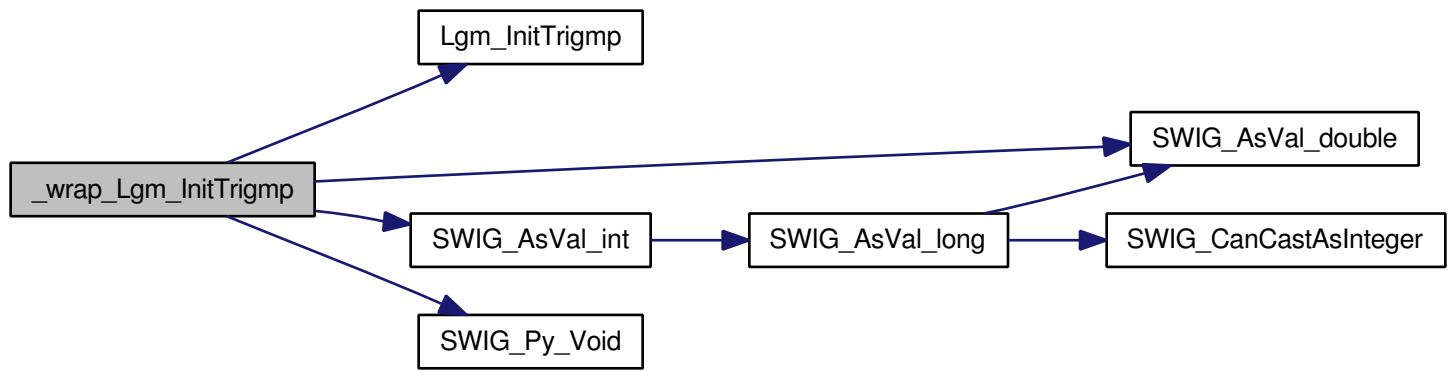 Lgm_InitTrigmp
SWIG_AsVal_double
_wrap_Lgm_InitTrigmp
SWIG_AsVal_int
SWIG_AsVal_long
SWIG_CanCastAsInteger
SWIG_Py_Void